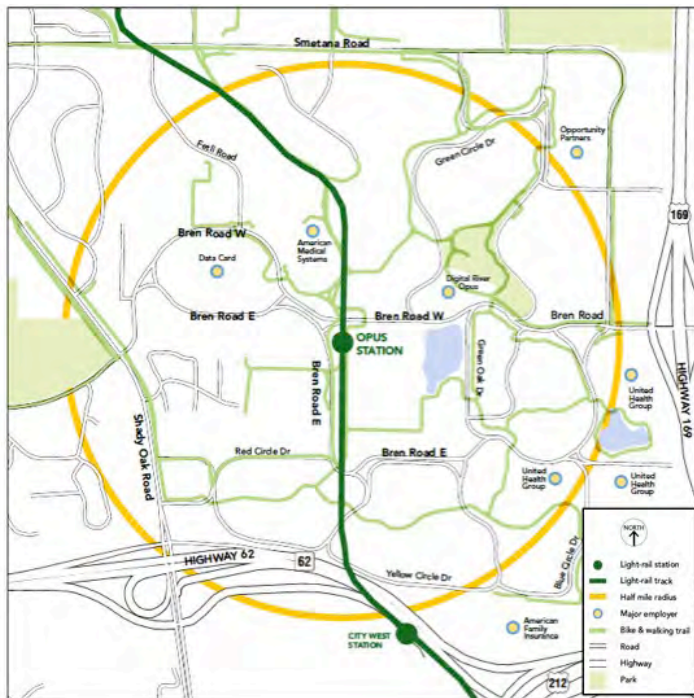 Smetana Road
Opportunity
Partners
Green Circle Dr
Feltl Road
169
Bren Road W
American
Medical
Systems
Data Card
Digital River
Opus
Bren Road E
Bren Road W
Bren Road
OPUS
STATION
Bren Road E
Green Oak Dr
HIGHWAY 169
United
Health
Group
Shady Oak Road
Red Circle Dr
Bren Road E
United
Health
Group
United
Health
Group
HIGHWAY 62
62
Yellow Circle Dr
Blue Circle Dr
CITY WEST
STATION
American
Family
Insurance
212
NORTH
Light-rail station
Light-rail track
Half mile radius
Major employer
Bike & walking trail
Road
Highway
Park